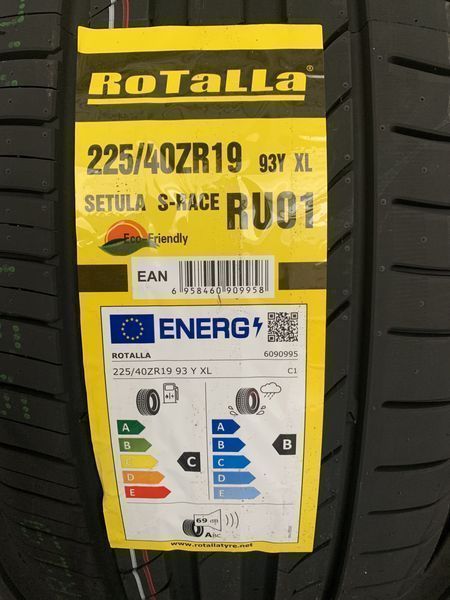 RoTaLLa®
225/40ZR19 93Y XL
SETULA S-RACE RU01
Eco-Friendly
EAN
6 958460 909958
ENERG
ROTALLA 6090995
225/40ZR19 93 Y XL C1
A
B
C
D
E
C
A
B
C
D
E
B
69 dB
ABC
www.rotallatyre.net